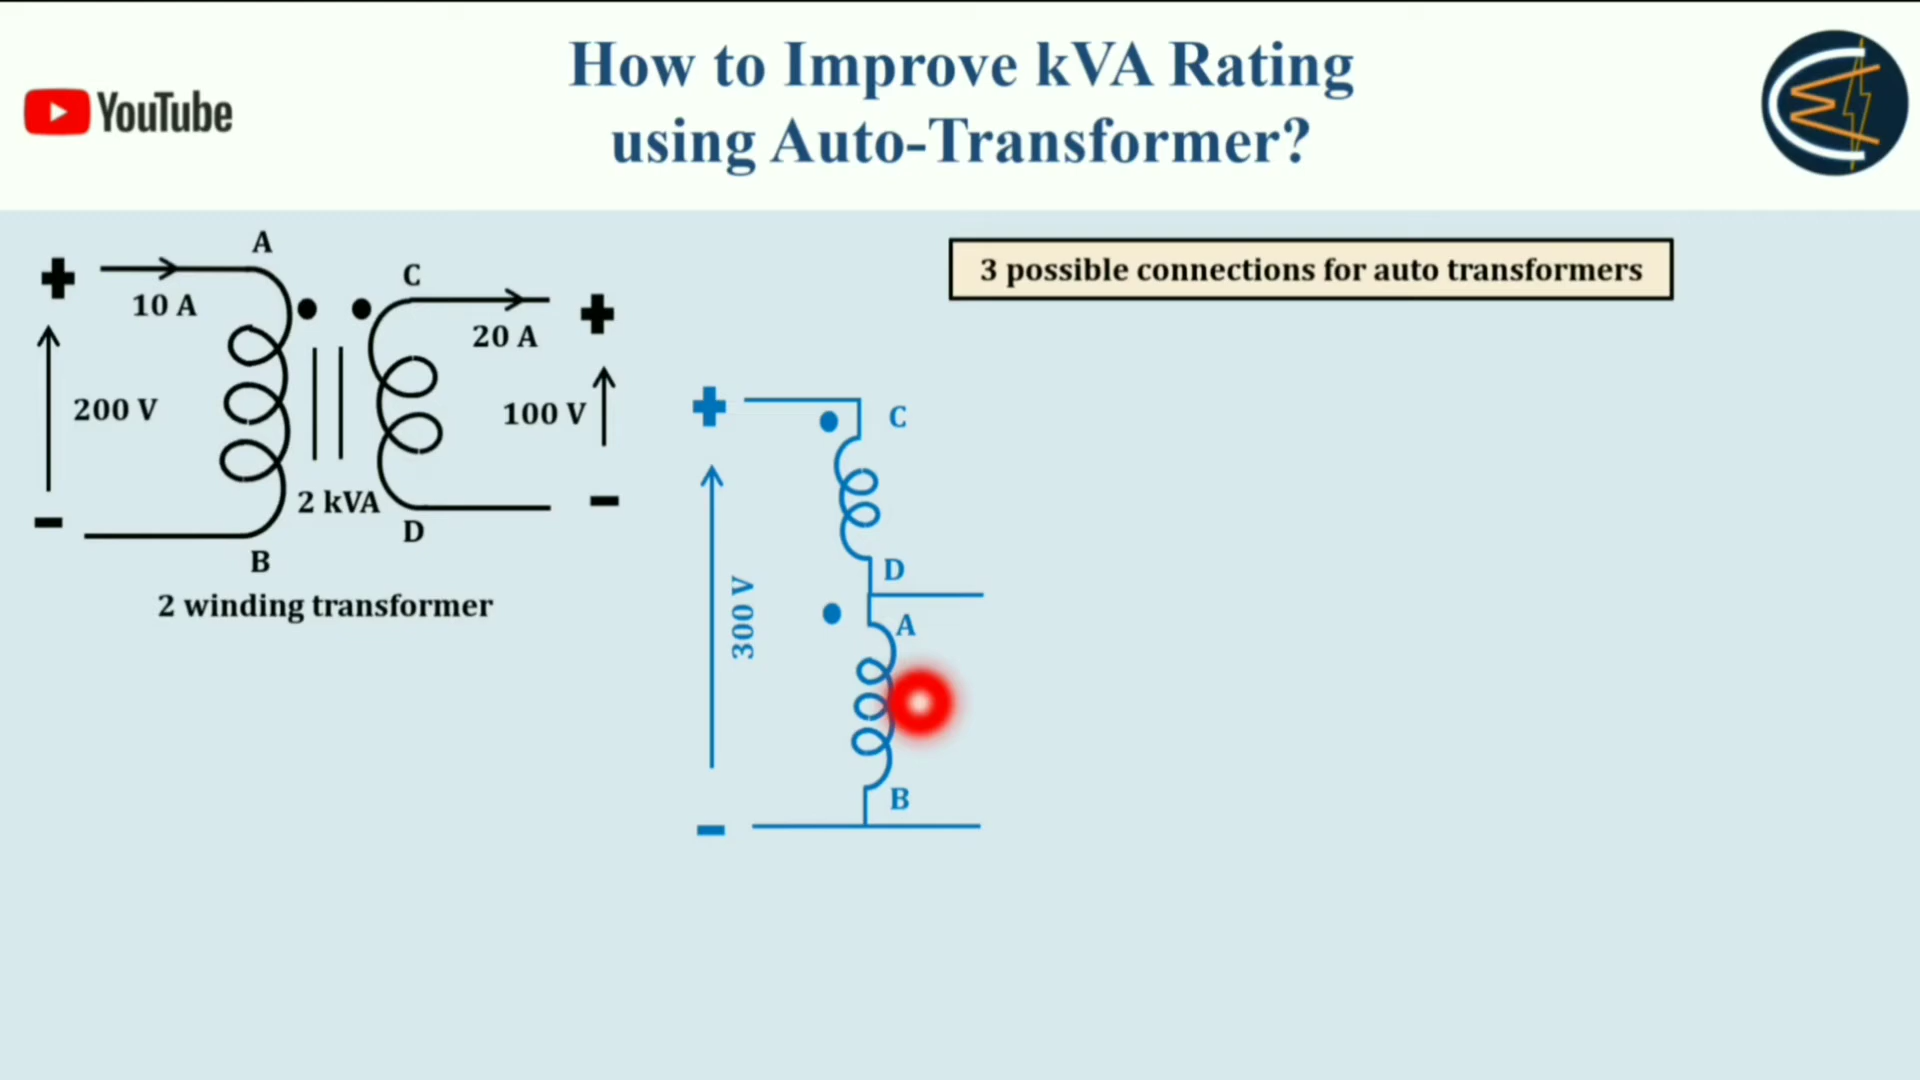 How to Improve kVA Rating
using Auto-Transformer?
YouTube
3 possible connections for auto transformers
A
10 A
C
20 A
200 V
100 V
2 kVA
D
B
2 winding transformer
C
D
300 V
A
B